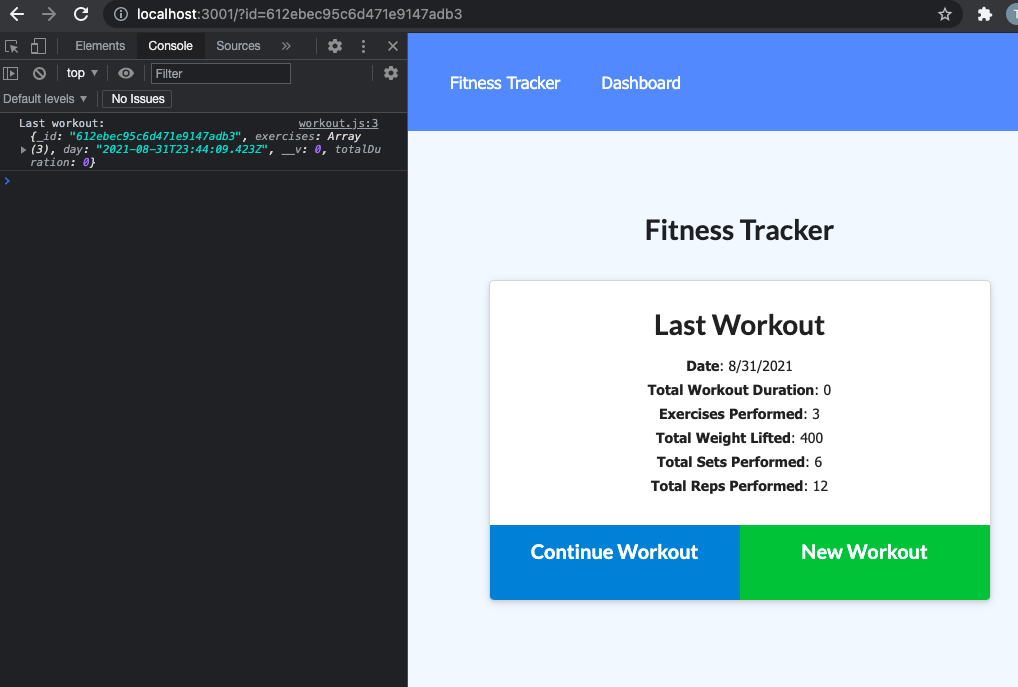 localhost:3001/?id=612ebec95c6d471e9147adb3
Elements Console Sources »
top ▼ Filter
Default levels ▼ No Issues
Last workout: workout.js:3
{_id: "612ebec95c6d471e9147adb3", exercises: Array
(3), day: "2021-08-31T23:44:09.423Z", __v: 0, totalDu
ration: 0}
Fitness Tracker Dashboard
Fitness Tracker
Last Workout
Date: 8/31/2021
Total Workout Duration: 0
Exercises Performed: 3
Total Weight Lifted: 400
Total Sets Performed: 6
Total Reps Performed: 12
Continue Workout New Workout